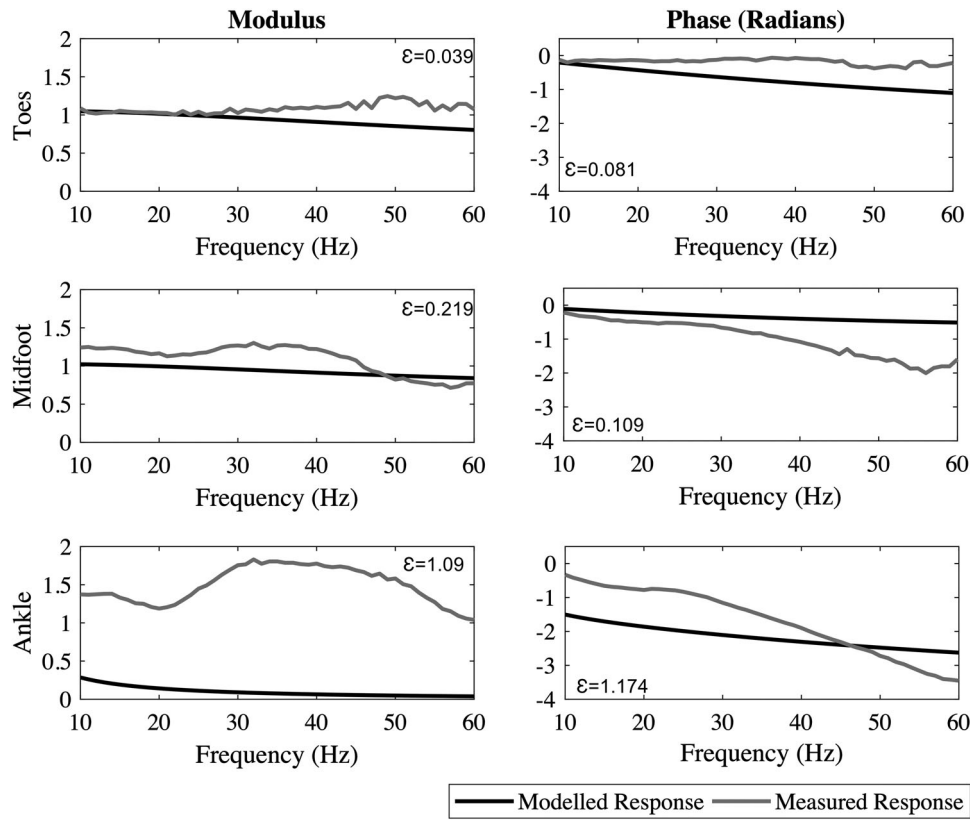 Modulus
Phase (Radians)
Toes
2
1.5
1
0.5
0
ε=0.039
10 20 30 40 50 60
Frequency (Hz)
0
-1
-2
-3
-4
ε=0.081
10 20 30 40 50 60
Frequency (Hz)
Midfoot
2
1.5
1
0.5
0
ε=0.219
10 20 30 40 50 60
Frequency (Hz)
0
-1
-2
-3
-4
ε=0.109
10 20 30 40 50 60
Frequency (Hz)
Ankle
2
1.5
1
0.5
0
ε=1.09
10 20 30 40 50 60
Frequency (Hz)
0
-1
-2
-3
-4
ε=1.174
10 20 30 40 50 60
Frequency (Hz)
Modelled Response Measured Response